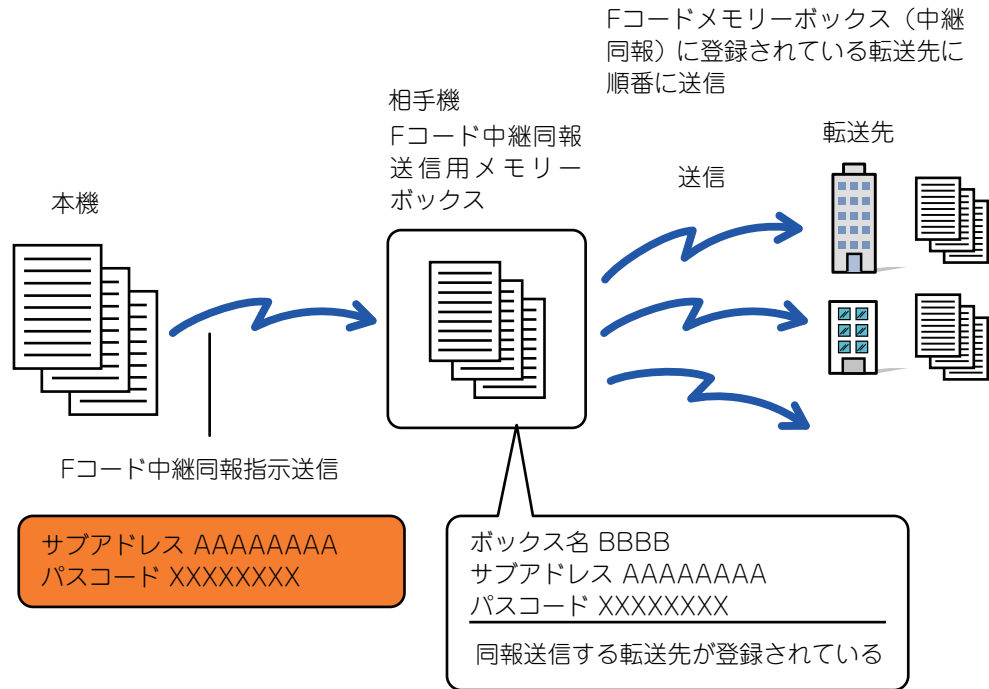 Fコードメモリーボックス（中継
同報）に登録されている転送先に
順番に送信
相手機
Fコード中継同報
送信用メモリー
ボックス
転送先
送信
本機
Fコード中継同報指示送信
サブアドレス AAAAAAAA
パスコード XXXXXXXX
ボックス名 BBBB
サブアドレス AAAAAAAA
パスコード XXXXXXXX
同報送信する転送先が登録されている